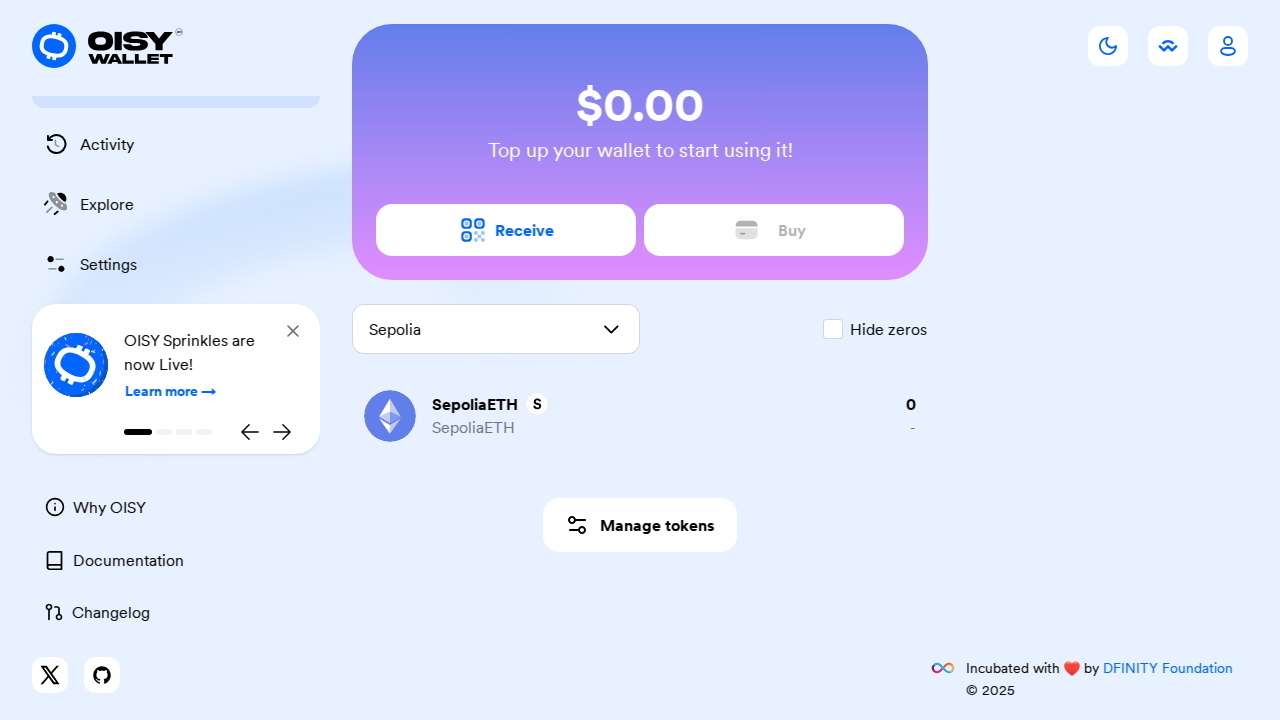 OISY
WALLET
Activity
Explore
Settings
OISY Sprinkles are
now Live!
Learn more
Why OISY
Documentation
Changelog
$0.00
Top up your wallet to start using it!
Receive
Buy
Sepolia
Hide zeros
SepoliaETH S
0
SepoliaETH
-
Manage tokens
Incubated with ❤️ by DFINITY Foundation
© 2025